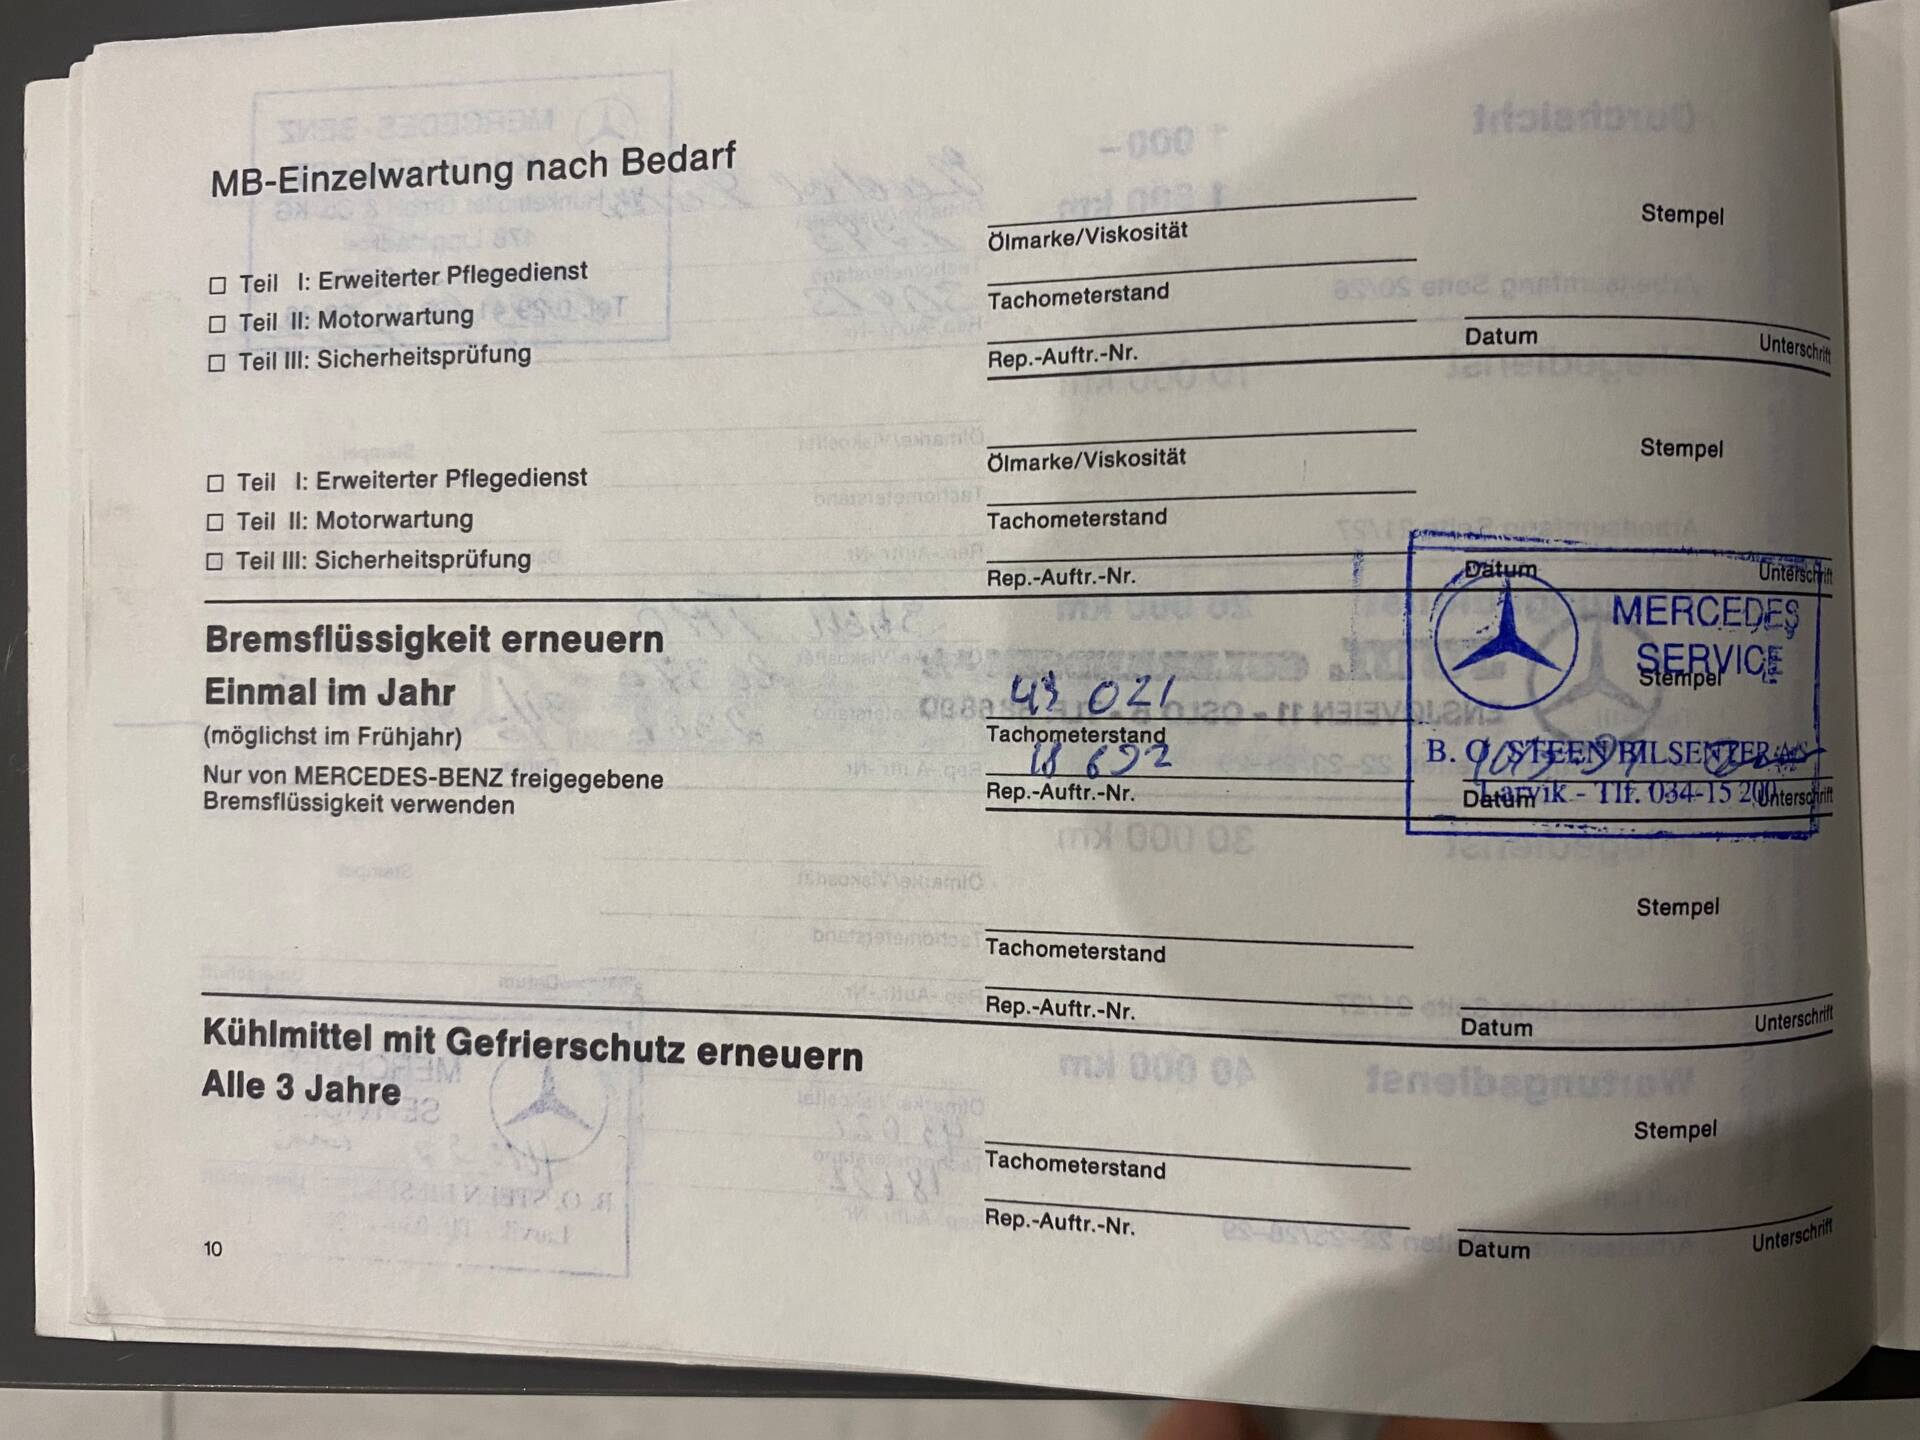 MB-Einzelwartung nach Bedarf
Ölmarke/Viskosität
Stempel
☐ Teil I: Erweiterter Pflegedienst
Tachometerstand
☐ Teil II: Motorwartung
Datum Unterschrift
☐ Teil III: Sicherheitsprüfung
Rep.-Auftr.-Nr.
Ölmarke/Viskosität
Stempel
☐ Teil I: Erweiterter Pflegedienst
Tachometerstand
☐ Teil II: Motorwartung
☐ Teil III: Sicherheitsprüfung
Rep.-Auftr.-Nr.
Datum Unterschrift
Bremsflüssigkeit erneuern
Einmal im Jahr
(möglichst im Frühjahr)
Nur von MERCEDES-BENZ freigegebene
Bremsflüssigkeit verwenden
43 021
Tachometerstand
18 692
Rep.-Auftr.-Nr.
MERCEDES
SERVICE
Stempel
B. O. STEEN BILSENTER A/S
Larvik - Tlf. 034-15 200
Datum Unterschrift
Stempel
Tachometerstand
Rep.-Auftr.-Nr.
Datum Unterschrift
Kühlmittel mit Gefrierschutz erneuern
Alle 3 Jahre
Stempel
Tachometerstand
Rep.-Auftr.-Nr.
Datum Unterschrift
10